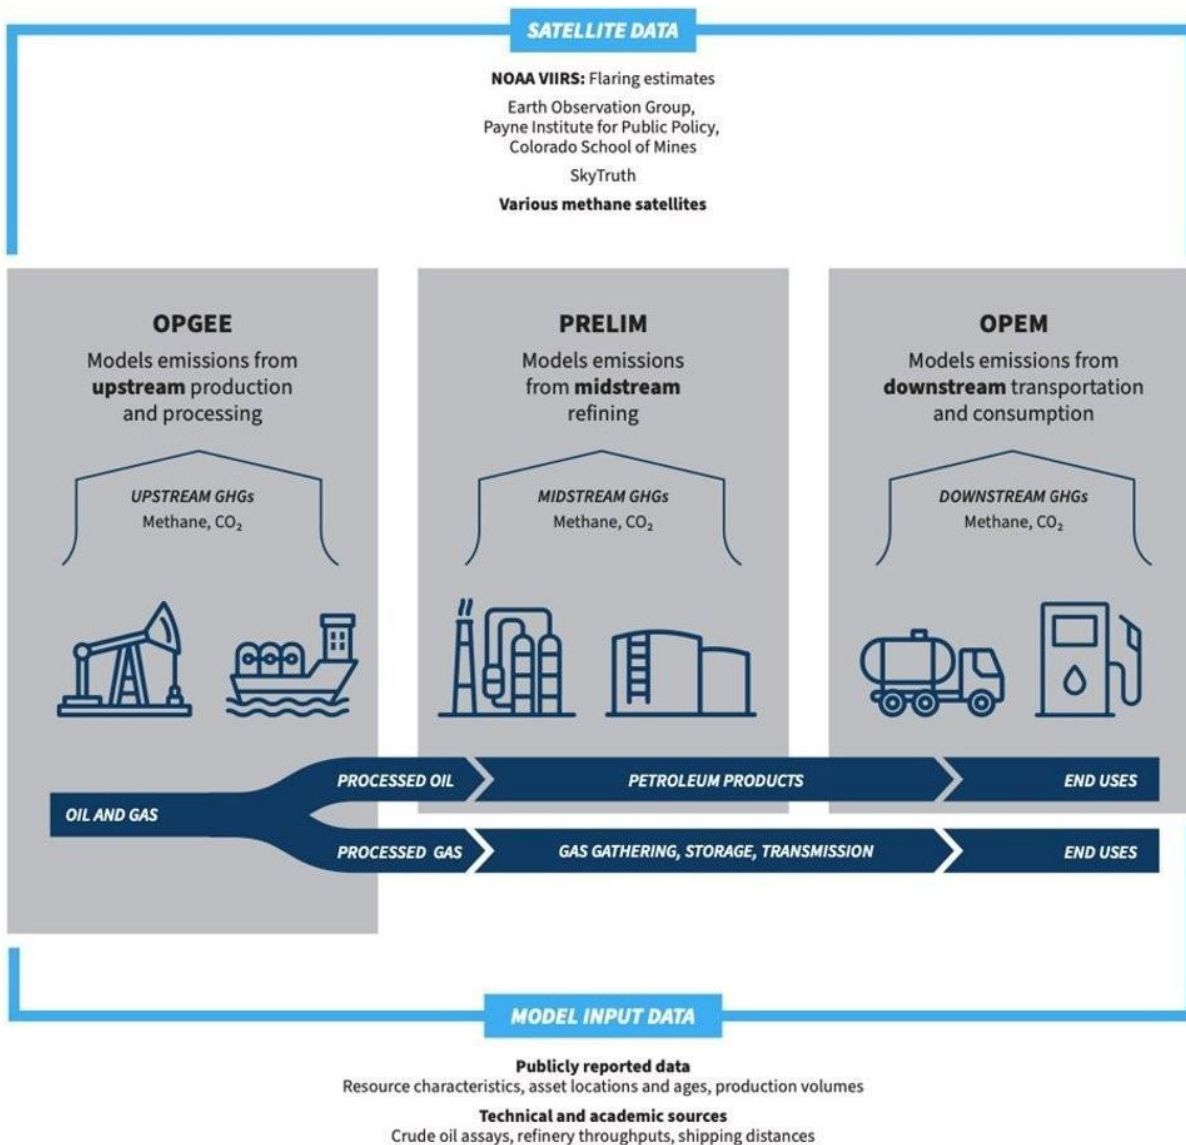 SATELLITE DATA
NOAA VIIRS: Flaring estimates
Earth Observation Group,
Payne Institute for Public Policy,
Colorado School of Mines
SkyTruth
Various methane satellites
OPGEE
Models emissions from
upstream production
and processing
UPSTREAM GHGs
Methane, CO₂
PRELIM
Models emissions
from midstream
refining
MIDSTREAM GHGs
Methane, CO₂
OPEM
Models emissions from
downstream transportation
and consumption
DOWNSTREAM GHGs
Methane, CO₂
OIL AND GAS
PROCESSED OIL
PETROLEUM PRODUCTS
END USES
PROCESSED GAS
GAS GATHERING, STORAGE, TRANSMISSION
END USES
MODEL INPUT DATA
Publicly reported data
Resource characteristics, asset locations and ages, production volumes
Technical and academic sources
Crude oil assays, refinery throughputs, shipping distances